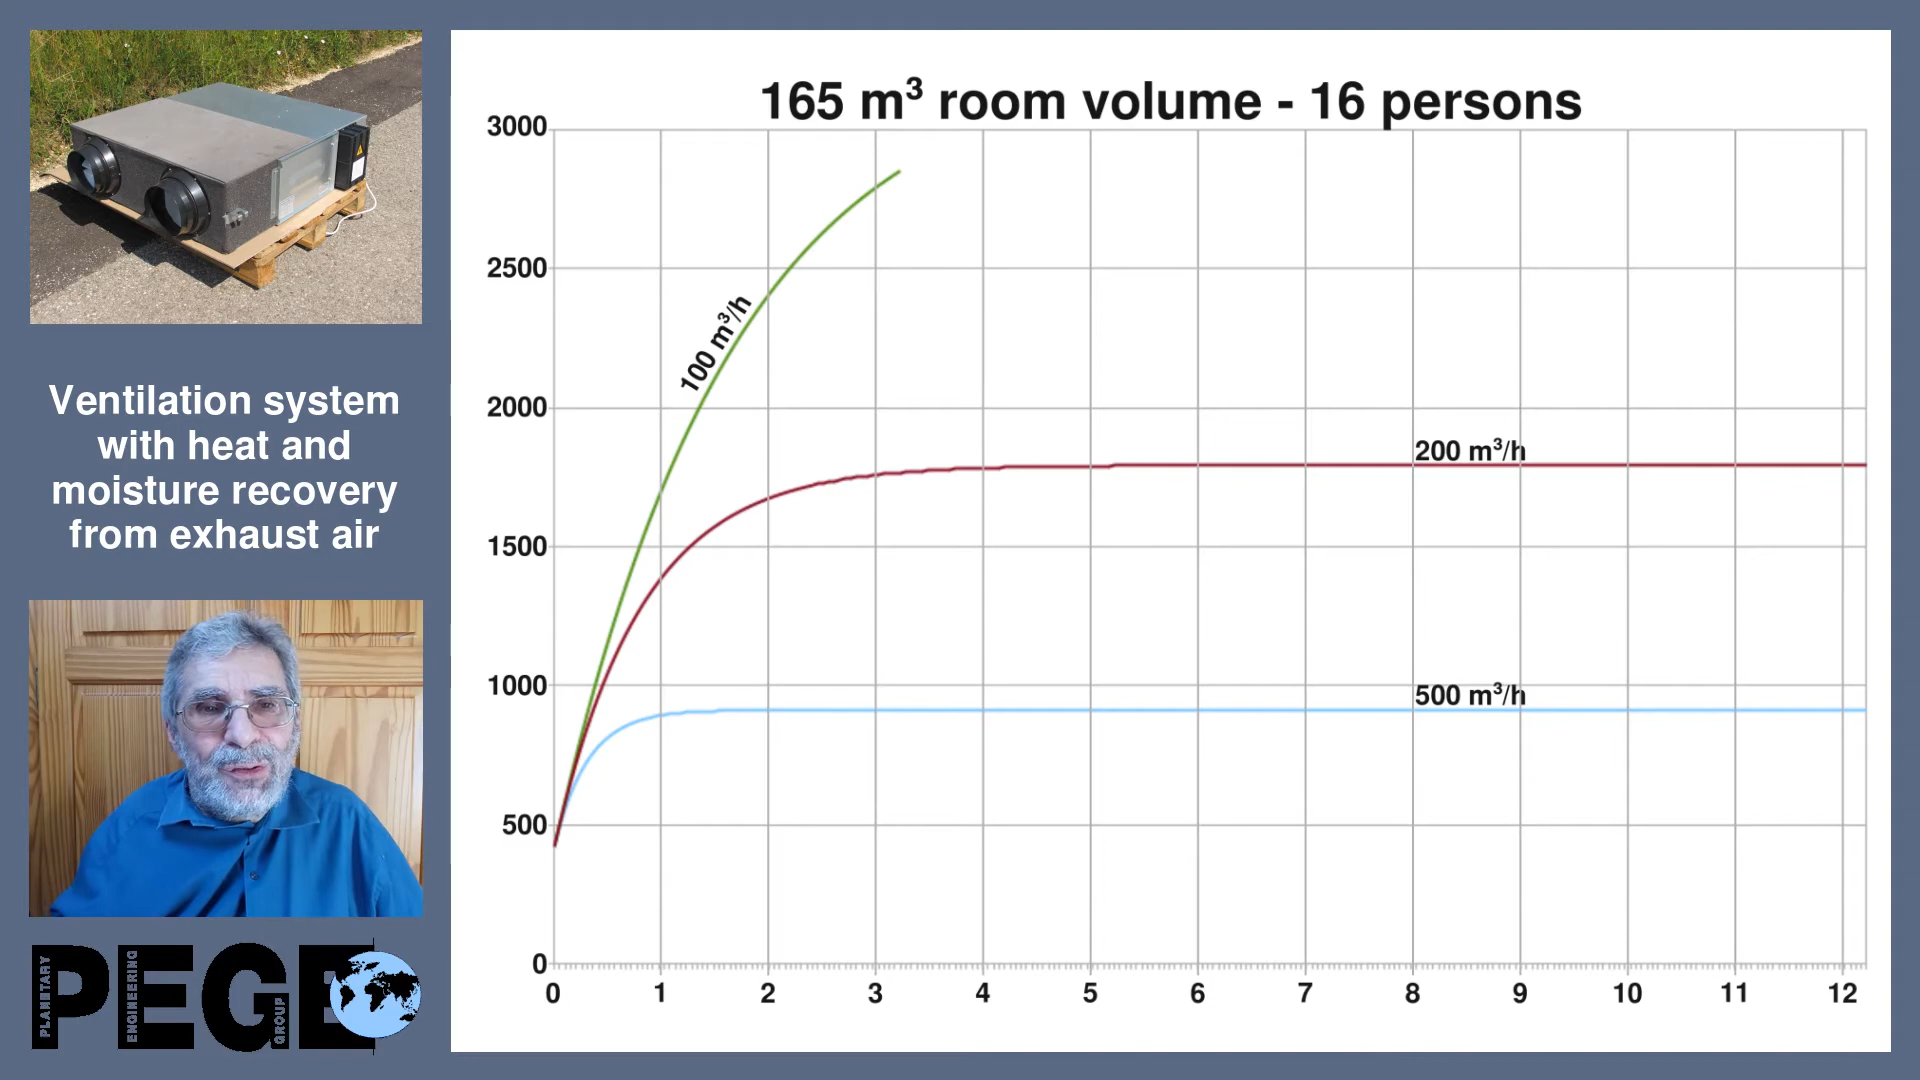 Ventilation system
with heat and
moisture recovery
from exhaust air
PLANETARY
ENGINEERING
GROUP
PEGE
165 m³ room volume - 16 persons
3000
2500
2000
1500
1000
500
0
100 m³/h
200 m³/h
500 m³/h
0 1 2 3 4 5 6 7 8 9 10 11 12